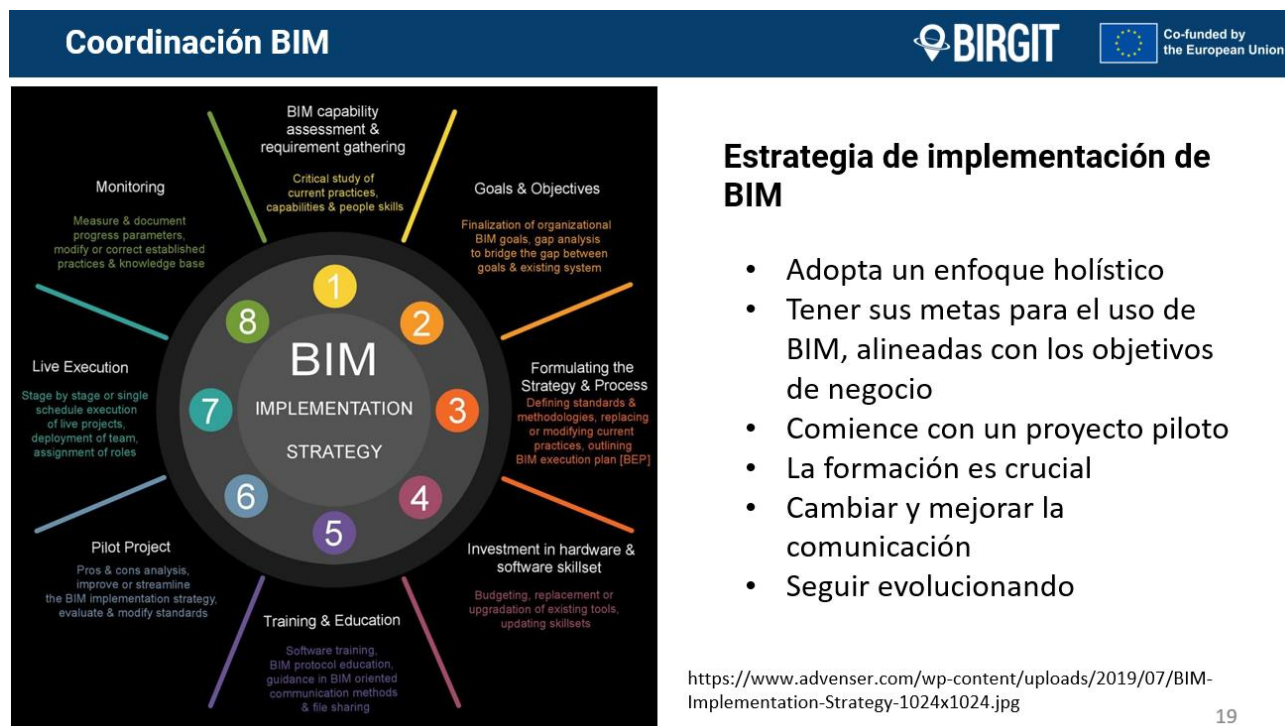 Coordinación BIM
BIRGIT
Co-funded by
the European Union
BIM capability
assessment &
requirement gathering
Critical study of
current practices,
capabilities & people skills
Goals & Objectives
Finalization of organizational
BIM goals, gap analysis
to bridge the gap between
goals & existing system
Formulating the
Strategy & Process
Defining standards &
methodologies, replacing
or modifying current
practices, outlining
BIM execution plan [BEP]
Investment in hardware &
software skillset
Budgeting, replacement or
upgradation of existing tools,
updating skillsets
Training & Education
Software training,
BIM protocol education,
guidance in BIM oriented
communication methods
& file sharing
Pilot Project
Pros & cons analysis,
improve or streamline
the BIM implementation strategy,
evaluate & modify standards
Live Execution
Stage by stage or single
schedule execution
of live projects,
deployment of team,
assignment of roles
Monitoring
Measure & document
progress parameters,
modify or correct established
practices & knowledge base
1
2
3
4
5
6
7
8
BIM
IMPLEMENTATION
STRATEGY
Estrategia de implementación de
BIM
• Adopta un enfoque holístico
• Tener sus metas para el uso de
BIM, alineadas con los objetivos
de negocio
• Comience con un proyecto piloto
• La formación es crucial
• Cambiar y mejorar la
comunicación
• Seguir evolucionando
https://www.advenser.com/wp-content/uploads/2019/07/BIM-
Implementation-Strategy-1024x1024.jpg
19